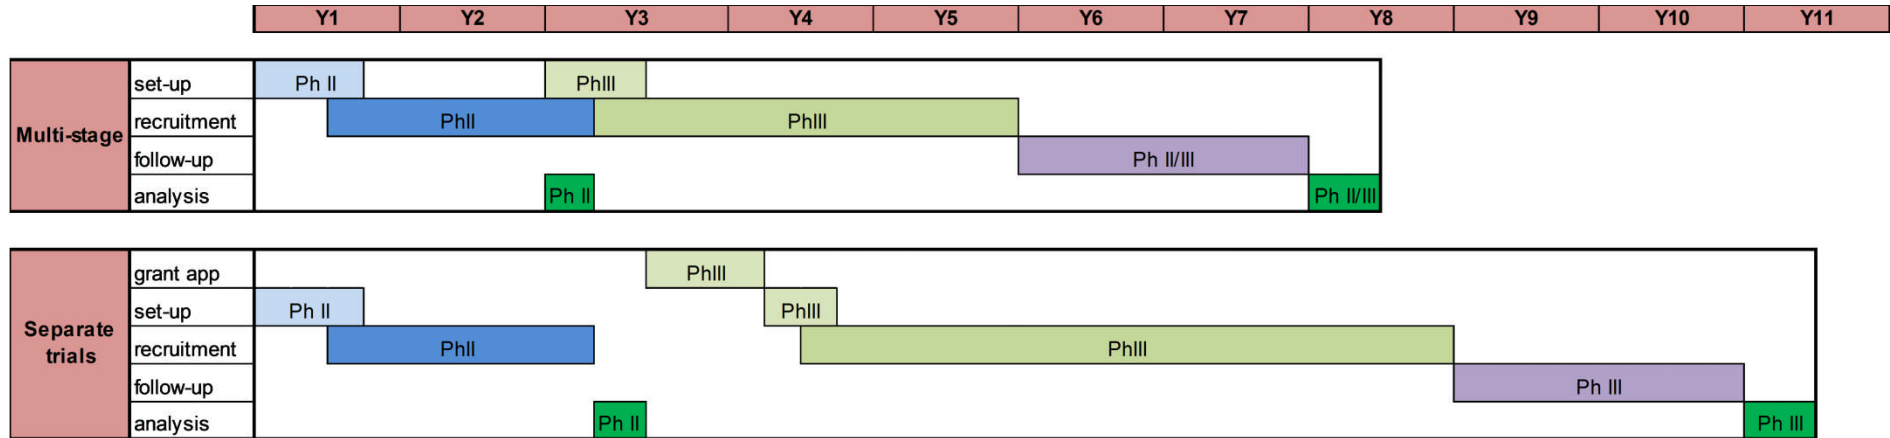 Y1 Y2 Y3 Y4 Y5 Y6 Y7 Y8 Y9 Y10 Y11
Multi-stage
set-up Ph II PhIII
recruitment PhII PhIII
follow-up Ph II/III
analysis Ph II Ph II/III
Separate
trials
grant app PhIII
set-up Ph II PhIII
recruitment PhII PhIII
follow-up Ph III
analysis Ph II Ph III